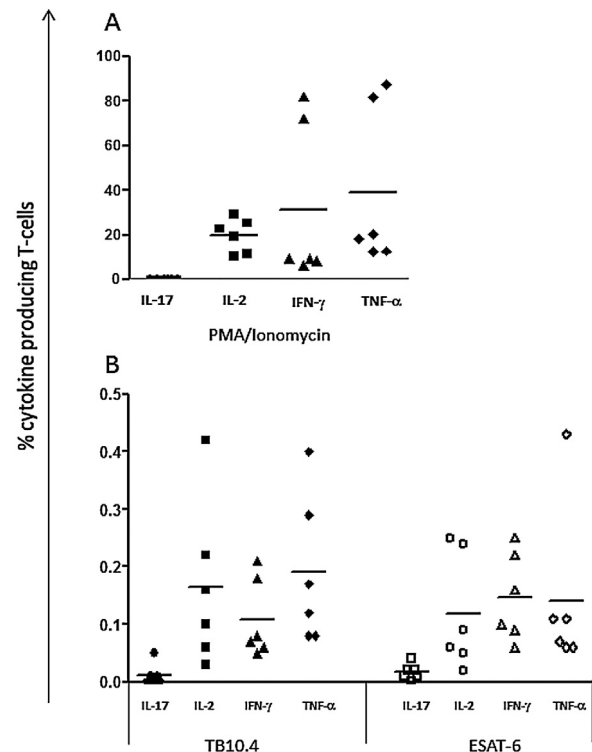 A
% cytokine producing T-cells
100
80
60
40
20
0
IL-17 IL-2 IFN-γ TNF-α
PMA/Ionomycin
B
0.5
0.4
0.3
0.2
0.1
0.0
IL-17 IL-2 IFN-γ TNF-α IL-17 IL-2 IFN-γ TNF-α
TB10.4 ESAT-6